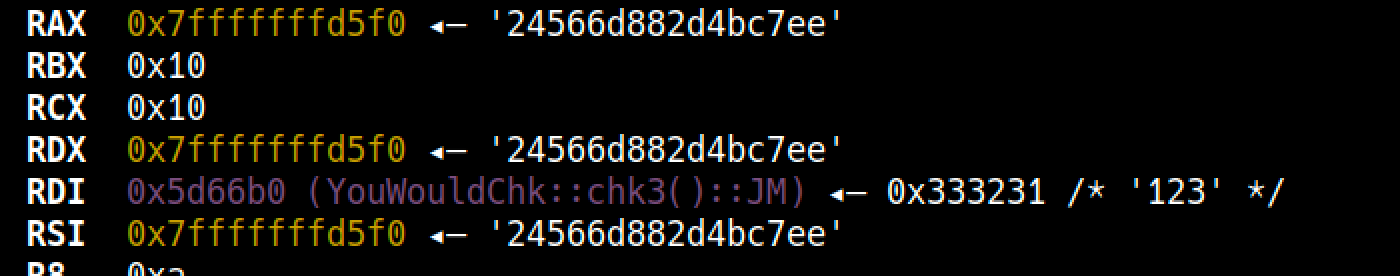 RAX 0x7fffffffd5f0 ◂— '24566d882d4bc7ee'
RBX 0x10
RCX 0x10
RDX 0x7fffffffd5f0 ◂— '24566d882d4bc7ee'
RDI 0x5d66b0 (YouWouldChk::chk3()::JM) ◂— 0x333231 /* '123' */
RSI 0x7fffffffd5f0 ◂— '24566d882d4bc7ee'
R8 0xa